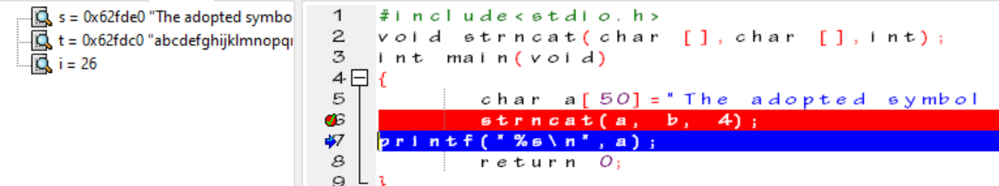 s = 0x62fde0 "The adopted symbo
t = 0x62fdc0 "abcdefghijklmnopq
i = 26
1 #include<stdio.h>
2 void strncat(char [],char [],int);
3 int main(void)
4 {
5 char a[50]="The adopted symbol
6 strncat(a, b, 4);
7 printf("%s\n",a);
8 return 0;
9 }